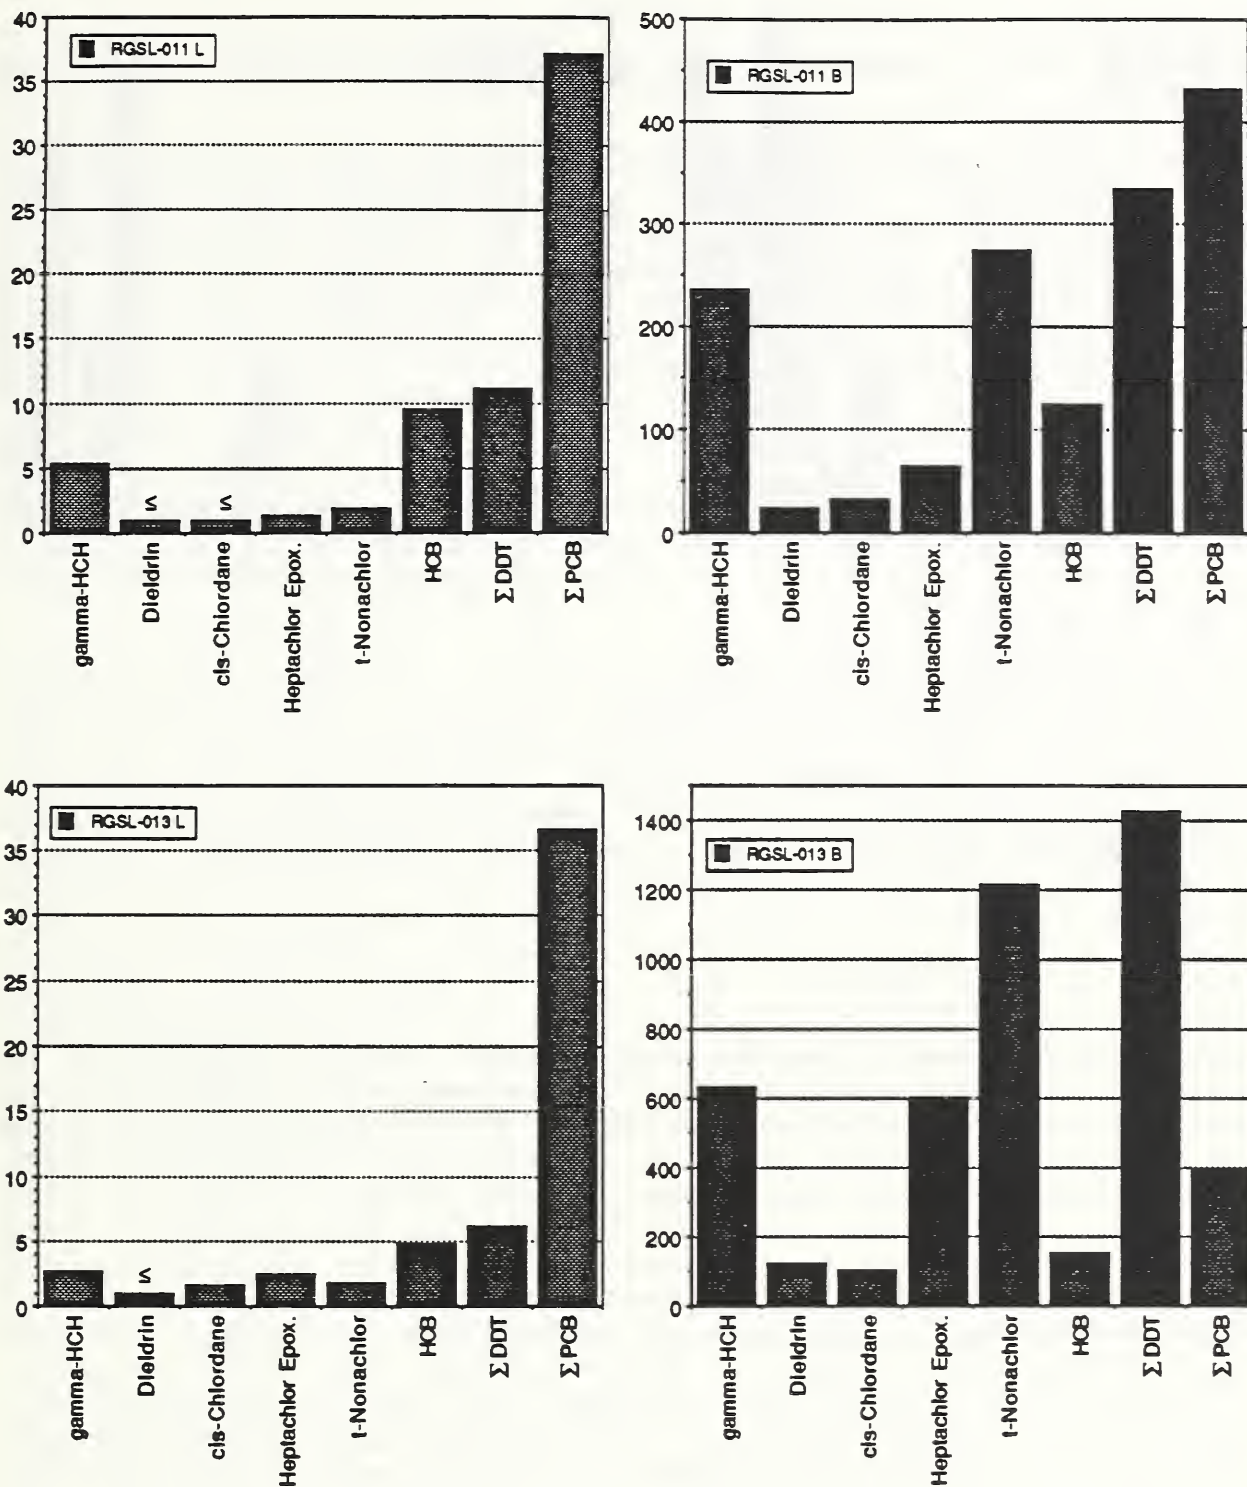 RGSL-011 L
40
35
30
25
20
15
10
5
0
≤
≤
gamma-HCH
Dieldrin
cis-Chlordane
Heptachlor Epox.
t-Nonachlor
HCB
Σ DDT
Σ PCB
RGSL-011 B
500
400
300
200
100
0
gamma-HCH
Dieldrin
cis-Chlordane
Heptachlor Epox.
t-Nonachlor
HCB
Σ DDT
Σ PCB
RGSL-013 L
40
35
30
25
20
15
10
5
0
≤
gamma-HCH
Dieldrin
cis-Chlordane
Heptachlor Epox.
t-Nonachlor
HCB
Σ DDT
Σ PCB
RGSL-013 B
1400
1200
1000
800
600
400
200
0
gamma-HCH
Dieldrin
cis-Chlordane
Heptachlor Epox.
t-Nonachlor
HCB
Σ DDT
Σ PCB